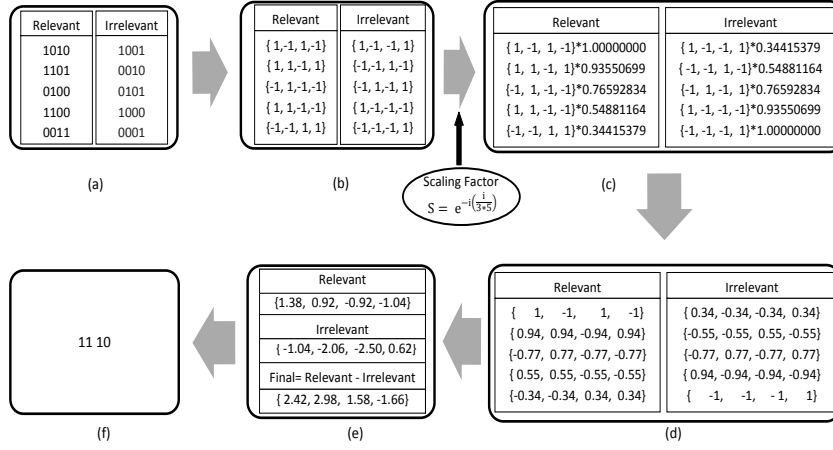 Relevant Irrelevant
1010 1001
1101 0010
0100 0101
1100 1000
0011 0001
(a)
Relevant Irrelevant
{ 1,-1, 1,-1} { 1,-1,-1, 1}
{ 1,1,-1, 1} {-1,-1, 1,-1}
{-1, 1,-1,-1} {-1, 1,-1, 1}
{ 1,1,-1,-1} { 1,-1,-1,-1}
{-1,-1, 1, 1} {-1,-1,-1, 1}
(b)
Scaling Factor
S = e^{-i(i/3*5)}
Relevant Irrelevant
{ 1, -1, 1, -1}*1.00000000 { 1, -1, -1, 1}*0.34415379
{ 1, 1, -1, 1}*0.93550699 { -1, -1, 1, -1}*0.54881164
{-1, 1, -1, -1}*0.76592834 {-1, 1, -1, 1}*0.76592834
{ 1, 1, -1, -1}*0.54881164 { 1, -1, -1, -1}*0.93550699
{-1, -1, 1, 1}*0.34415379 {-1, -1, -1, 1}*1.00000000
(c)
Relevant Irrelevant
{ 1, -1, 1, -1} { 0.34, -0.34, -0.34, 0.34}
{ 0.94, 0.94, -0.94, 0.94} {-0.55, -0.55, 0.55, -0.55}
{-0.77, 0.77, -0.77, -0.77} {-0.77, 0.77, -0.77, 0.77}
{ 0.55, 0.55, -0.55, -0.55} { 0.94, -0.94, -0.94, -0.94}
{-0.34, -0.34, 0.34, 0.34} { -1, -1, -1, 1}
(d)
Relevant
{1.38, 0.92, -0.92, -1.04}
Irrelevant
{ -1.04, -2.06, -2.50, 0.62}
Final= Relevant - Irrelevant
{ 2.42, 2.98, 1.58, -1.66}
(e)
11 10
(f)